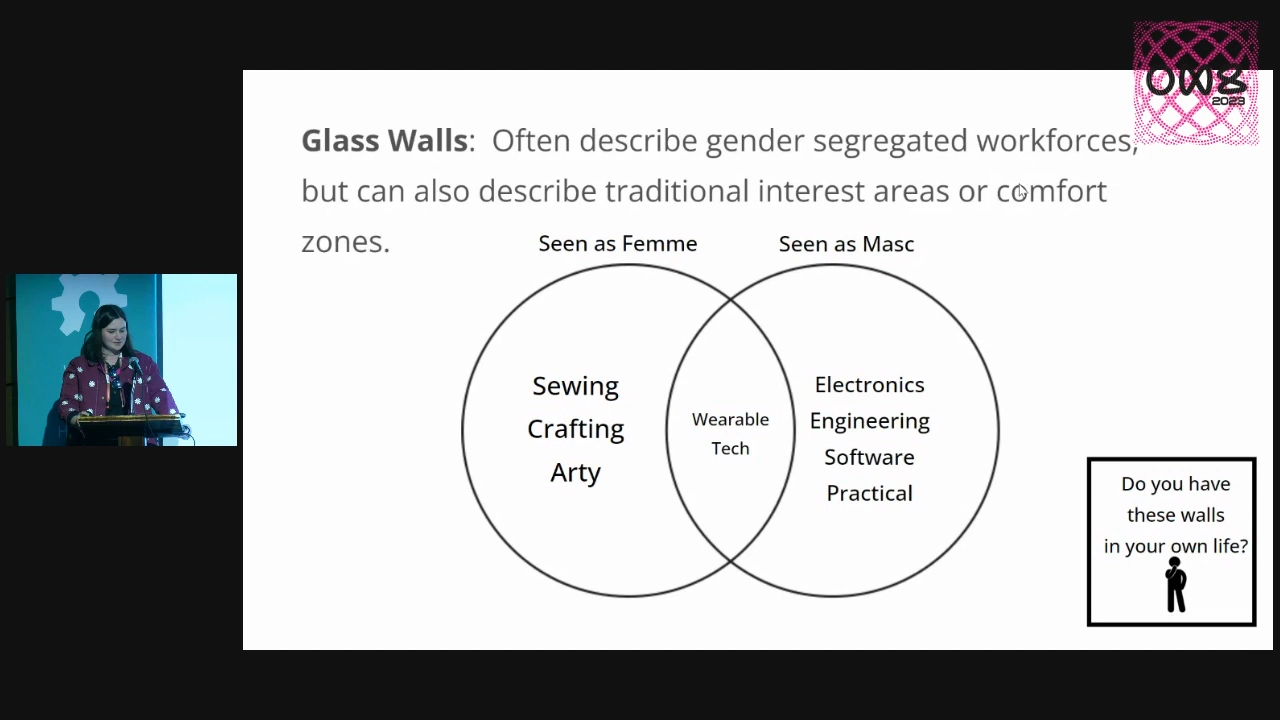 OW8
2023
Glass Walls: Often describe gender segregated workforces,
but can also describe traditional interest areas or comfort
zones.
Seen as Femme
Seen as Masc
Sewing
Crafting
Arty
Wearable
Tech
Electronics
Engineering
Software
Practical
Do you have
these walls
in your own life?